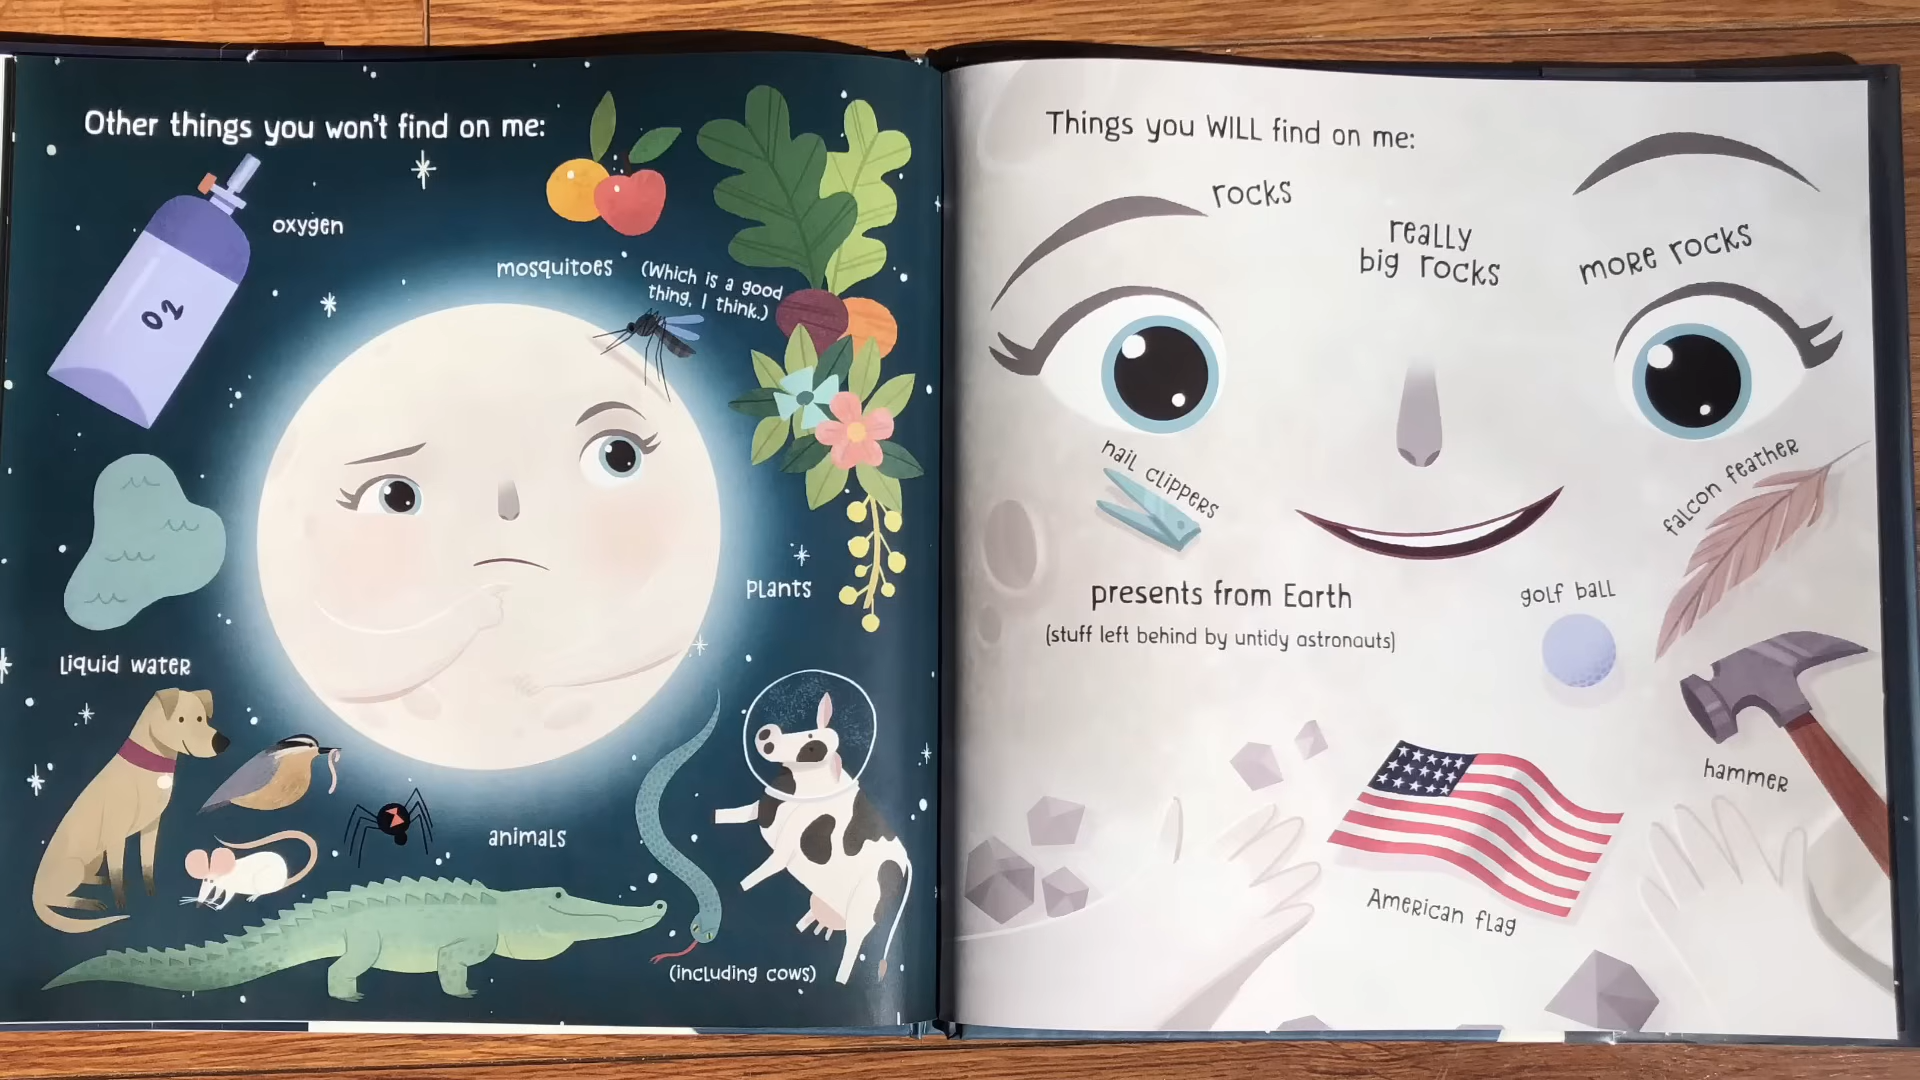 Other things you won't find on me:
oxygen
O2
mosquitoes
(Which is a good
thing, I think.)
plants
liquid water
animals
(including cows)
Things you WILL find on me:
rocks
really
big rocks
more rocks
nail clippers
falcon feather
presents from Earth
(stuff left behind by untidy astronauts)
golf ball
hammer
American flag